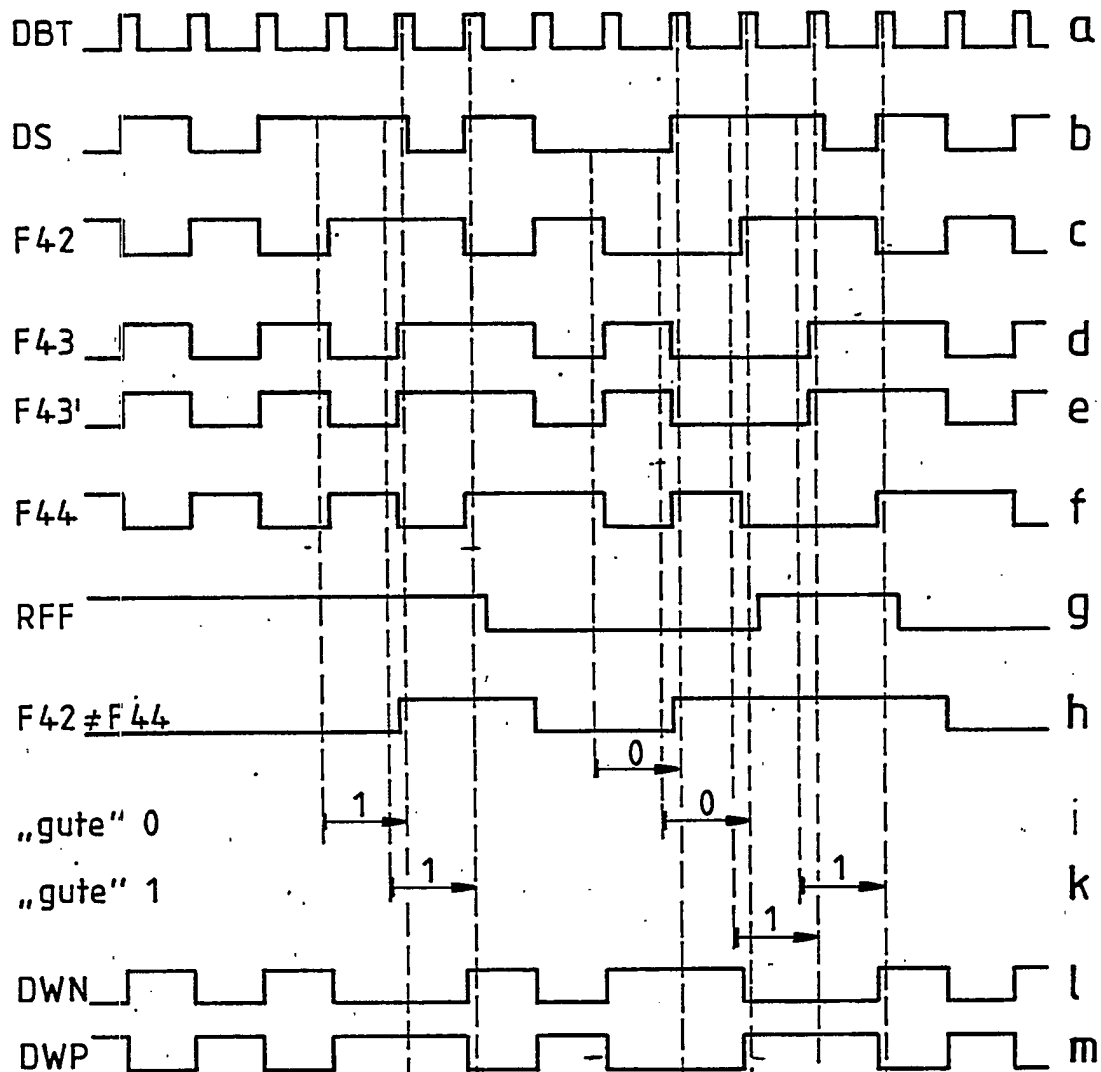 DBT a
DS b
F42 c
F43 d
F43' e
F44 f
RFF g
F42 ≠ F44 h
0
1 0
„gute" 0 i
1 1
„gute" 1 k
1
DWN l
DWP m